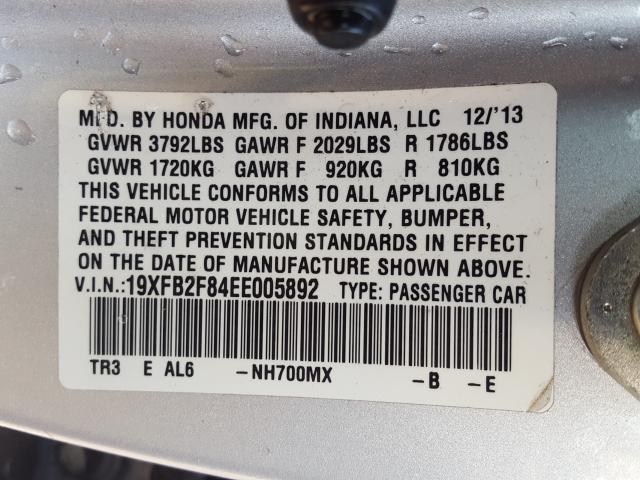 MFD. BY HONDA MFG. OF INDIANA, LLC 12/'13
GVWR 3792LBS GAWR F 2029LBS R 1786LBS
GVWR 1720KG GAWR F 920KG R 810KG
THIS VEHICLE CONFORMS TO ALL APPLICABLE
FEDERAL MOTOR VEHICLE SAFETY, BUMPER,
AND THEFT PREVENTION STANDARDS IN EFFECT
ON THE DATE OF MANUFACTURE SHOWN ABOVE.
V.I.N.:19XFB2F84EE005892 TYPE: PASSENGER CAR
TR3 E AL6 -NH700MX -B -E